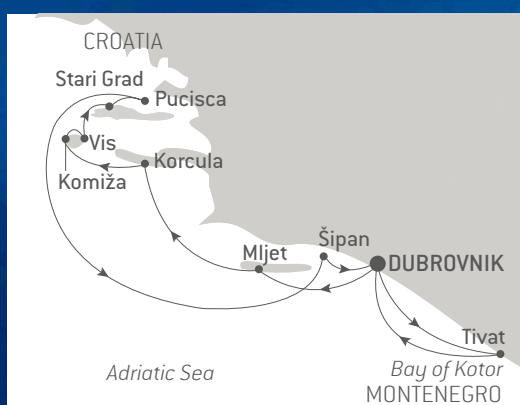 CROATIA
Stari Grad
Pucisca
Vis
Korcula
Komiža
Šipan
Mljet
DUBROVNIK
Tivat
Adriatic Sea
Bay of Kotor
MONTENEGRO